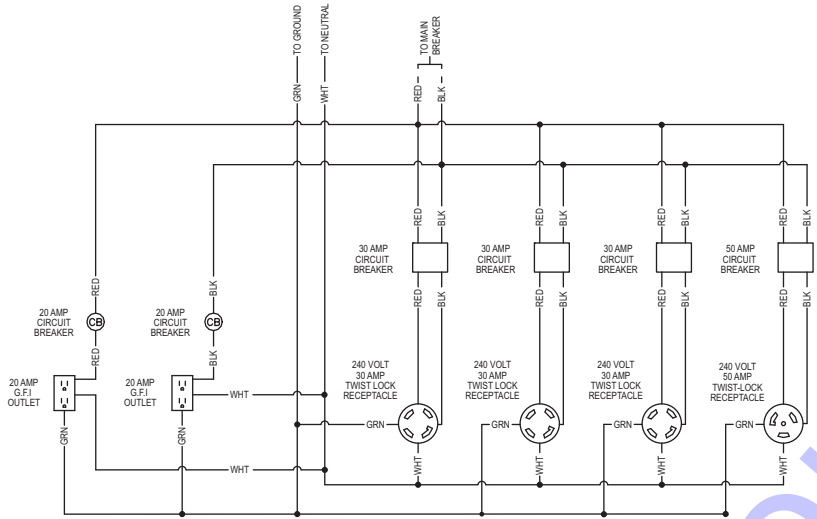 TO GROUND
TO NEUTRAL
TO MAIN
BREAKER
GRN
WHT
RED
BLK
RED
BLK
RED
BLK
RED
BLK
RED
BLK
30 AMP
CIRCUIT
BREAKER
30 AMP
CIRCUIT
BREAKER
30 AMP
CIRCUIT
BREAKER
50 AMP
CIRCUIT
BREAKER
RED
BLK
RED
BLK
RED
BLK
RED
BLK
RED
BLK
20 AMP
CIRCUIT
BREAKER
CB
20 AMP
CIRCUIT
BREAKER
CB
RED
BLK
20 AMP
G.F.I
OUTLET
20 AMP
G.F.I
OUTLET
240 VOLT
30 AMP
TWIST LOCK
RECEPTACLE
240 VOLT
30 AMP
TWIST LOCK
RECEPTACLE
240 VOLT
30 AMP
TWIST LOCK
RECEPTACLE
240 VOLT
50 AMP
TWIST-LOCK
RECEPTACLE
WHT
GRN
GRN
GRN
GRN
GRN
GRN
WHT
WHT
WHT
WHT
WHT